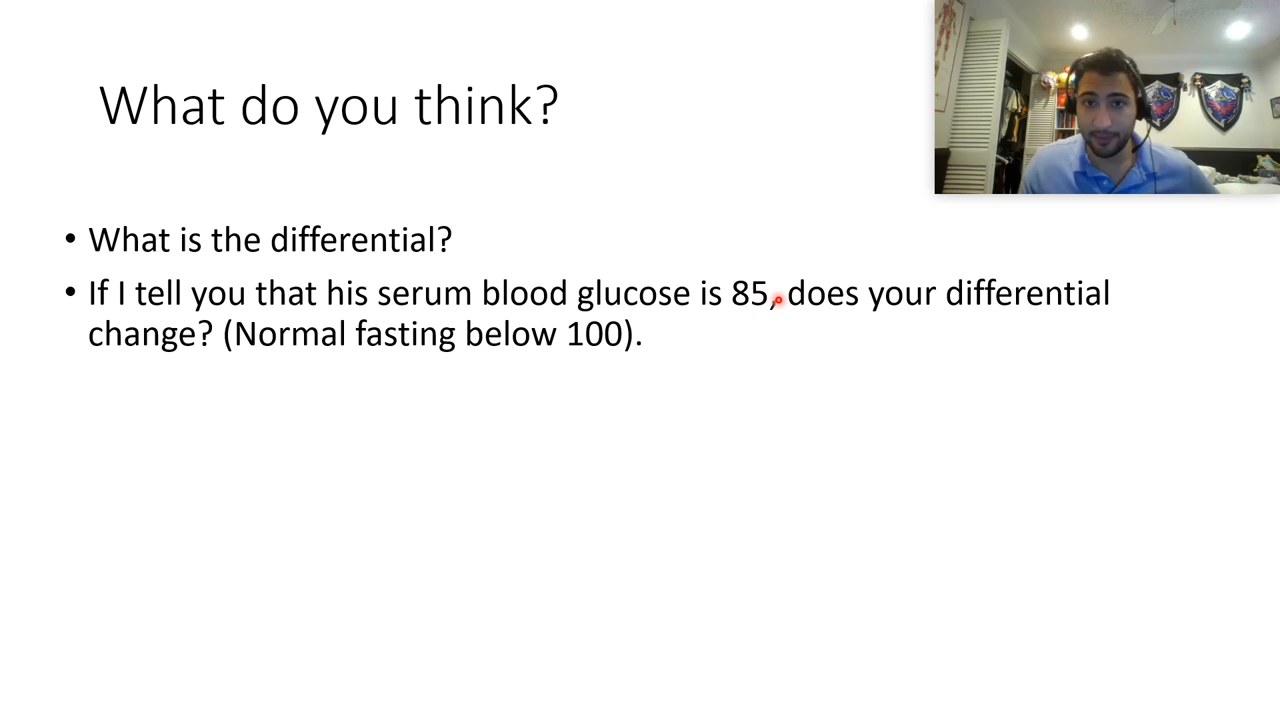 What do you think?
• What is the differential?
• If I tell you that his serum blood glucose is 85, does your differential
change? (Normal fasting below 100).